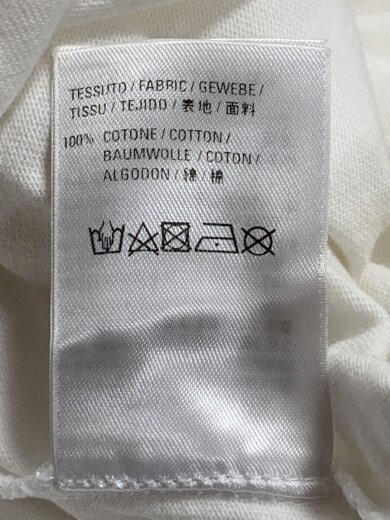 TESSUTO / FABRIC / GEWEBE /
TISSU / TEJIDO / 表地 / 面料
100% COTONE / COTTON /
BAUMWOLLE / COTON /
ALGODON / 綿 / 棉